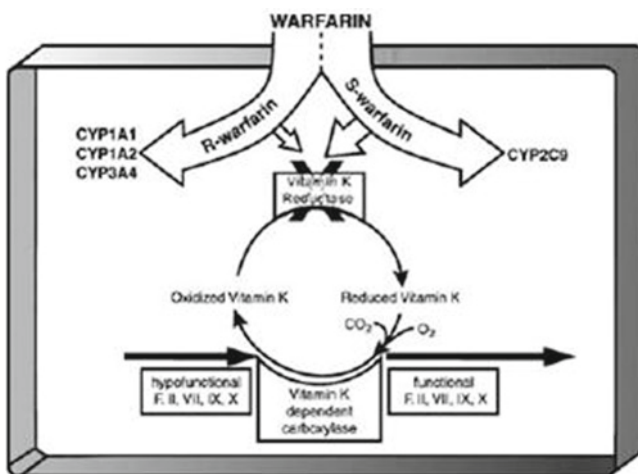 WARFARIN
R-warfarin
S-warfarin
CYP1A1
CYP1A2
CYP3A4
CYP2C9
Vitamin K
Reductase
Oxidized Vitamin K
Reduced Vitamin K
CO2
O2
hypofunctional
F. II, VII, IX, X
Vitamin K
dependent
carboxylase
functional
F. II, VII, IX, X